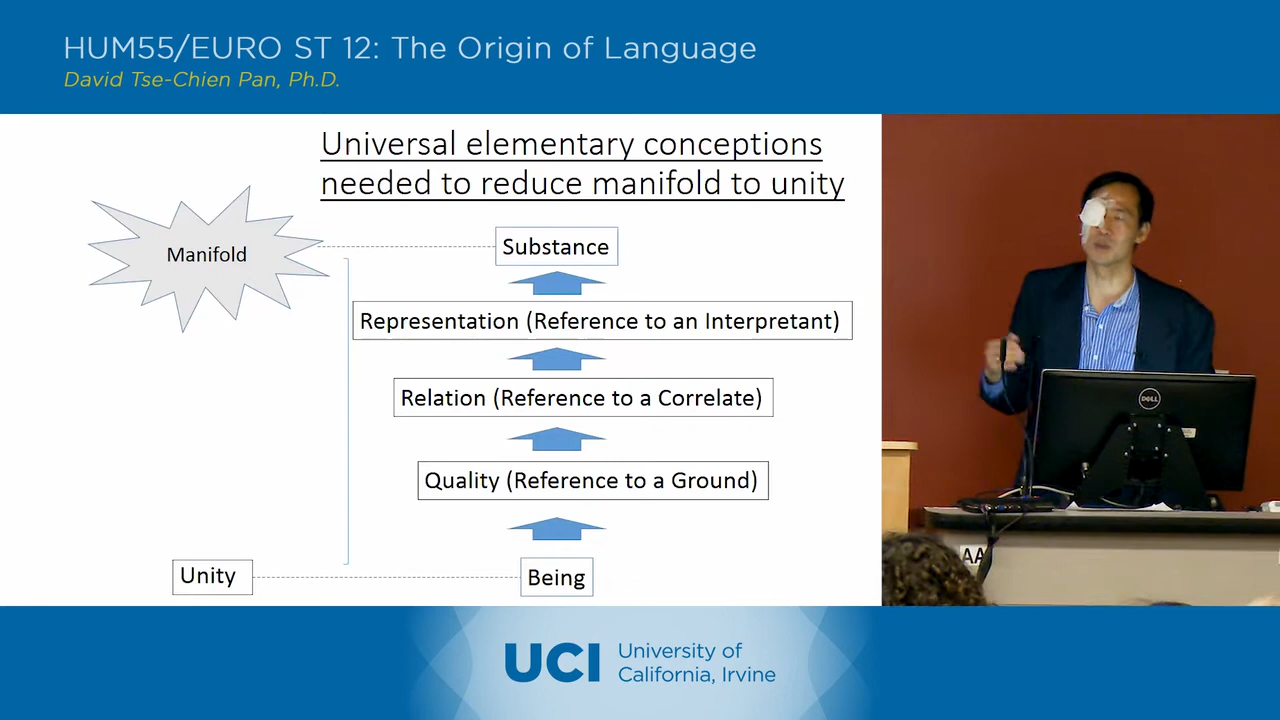 HUM55/EURO ST 12: The Origin of Language
David Tse-Chien Pan, Ph.D.
Universal elementary conceptions
needed to reduce manifold to unity
Manifold
Substance
Representation (Reference to an Interpretant)
Relation (Reference to a Correlate)
Quality (Reference to a Ground)
Unity
Being
DELL
AA
UCI
University of
California, Irvine